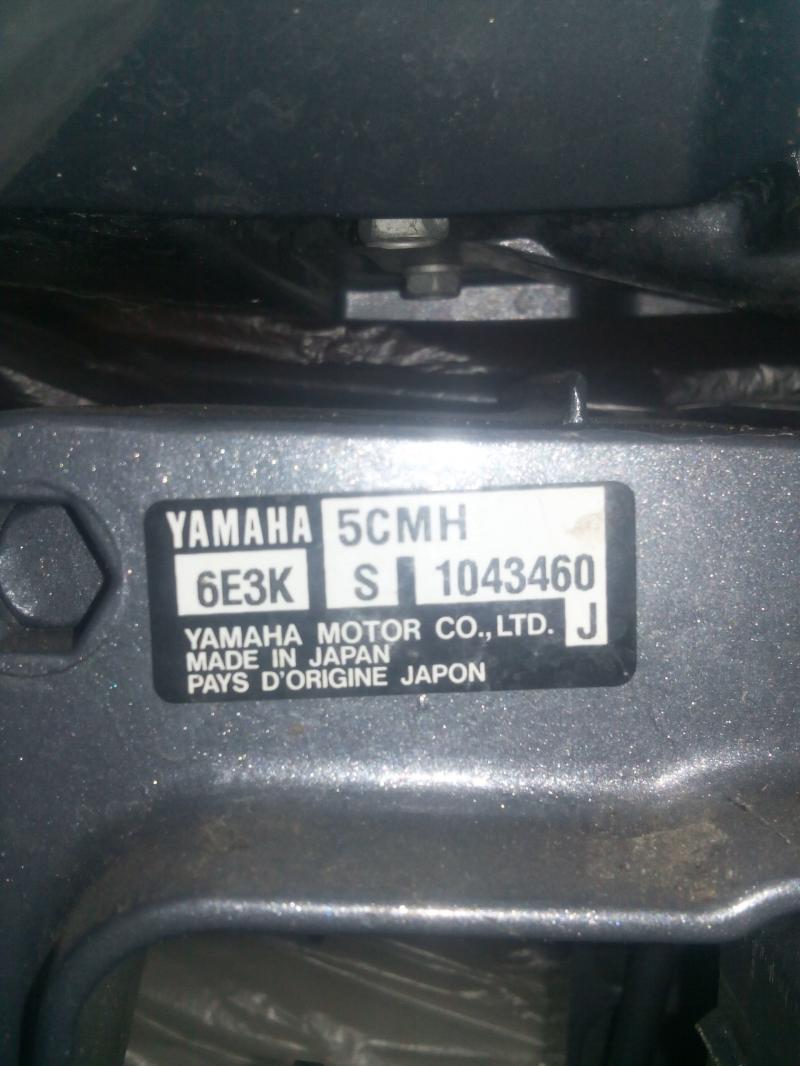 YAMAHA 5CMH
6E3K S 1043460
J
YAMAHA MOTOR CO.,LTD.
MADE IN JAPAN
PAYS D'ORIGINE JAPON